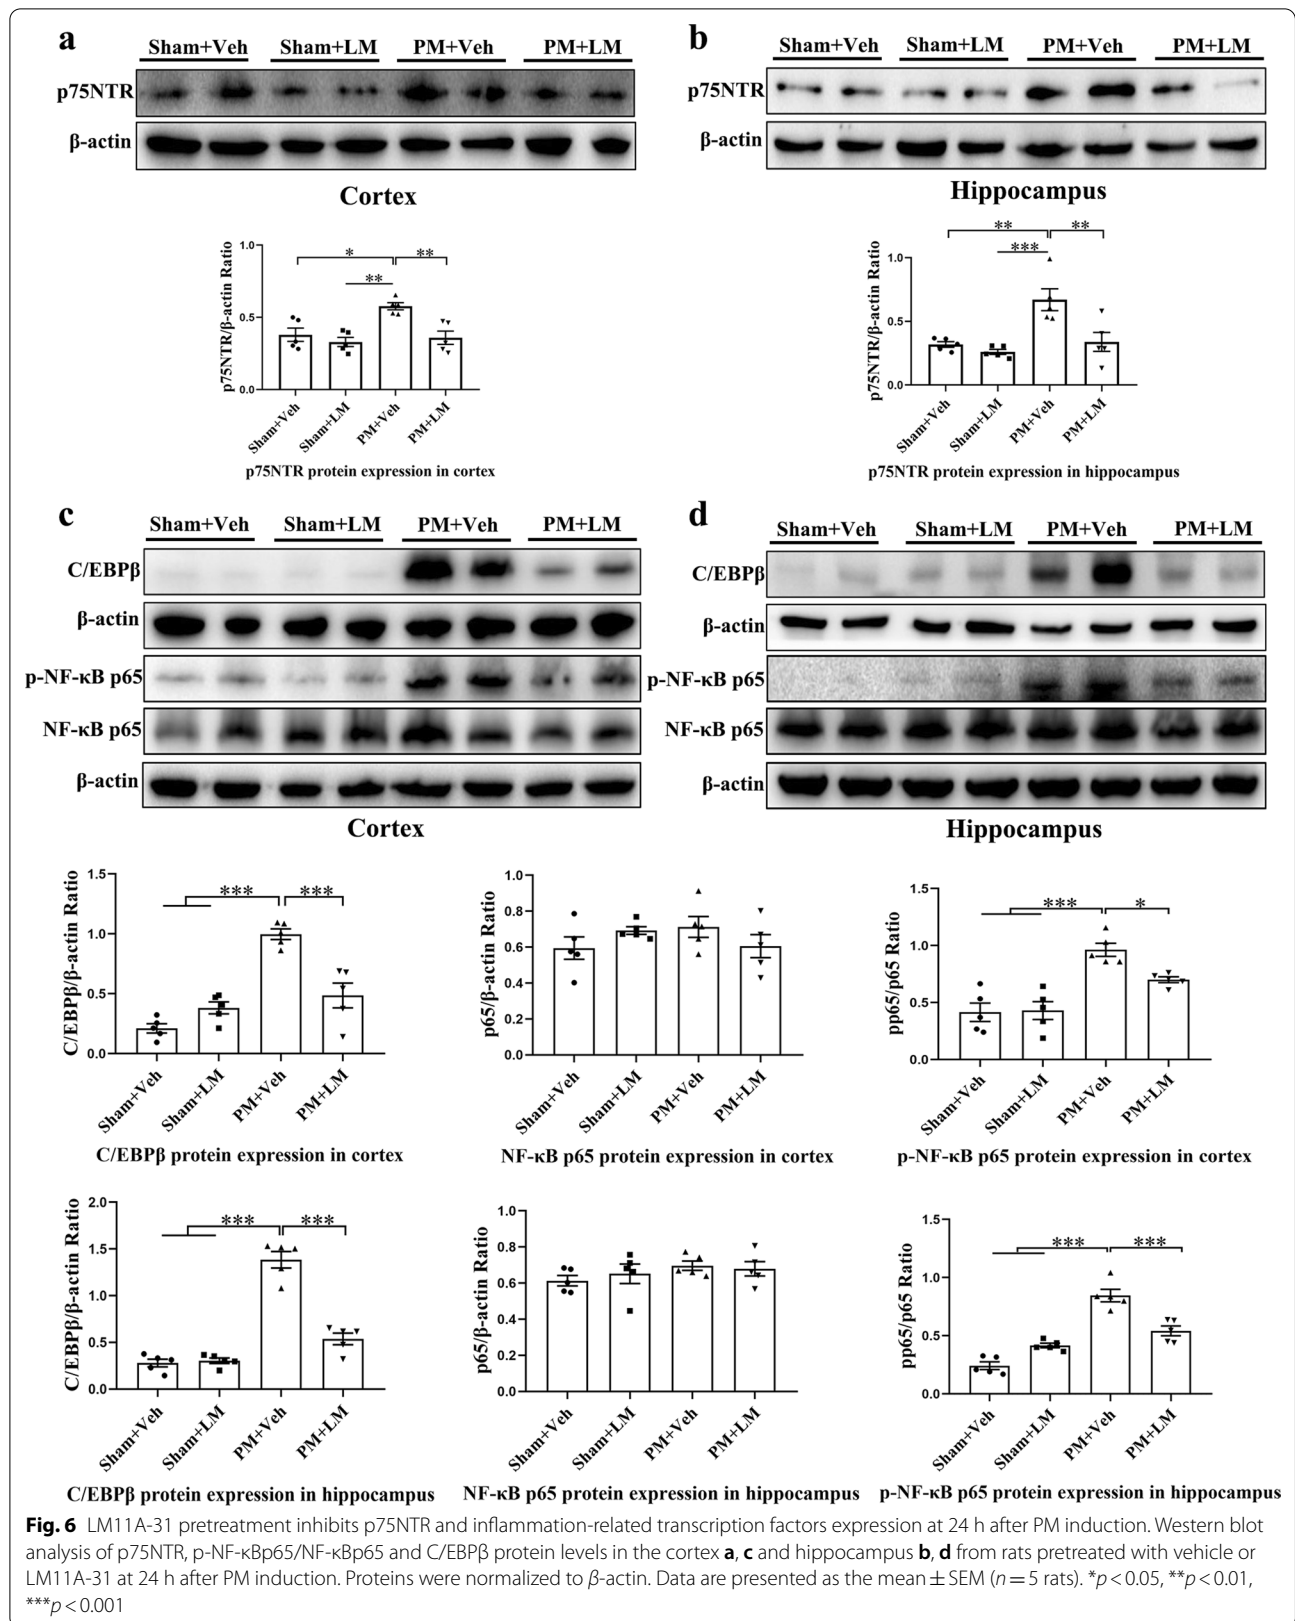 a
Sham+Veh Sham+LM PM+Veh PM+LM
p75NTR
β-actin
Cortex
b
Sham+Veh Sham+LM PM+Veh PM+LM
p75NTR
β-actin
Hippocampus
p75NTR/β-actin Ratio
1.0
0.5
0.0
* ** **
Sham+Veh Sham+LM PM+Veh PM+LM
p75NTR protein expression in cortex
p75NTR/β-actin Ratio
1.0
0.5
0.0
** *** **
Sham+Veh Sham+LM PM+Veh PM+LM
p75NTR protein expression in hippocampus
c
Sham+Veh Sham+LM PM+Veh PM+LM
C/EBPβ
β-actin
p-NF-κB p65
NF-κB p65
β-actin
Cortex
d
Sham+Veh Sham+LM PM+Veh PM+LM
C/EBPβ
β-actin
p-NF-κB p65
NF-κB p65
β-actin
Hippocampus
C/EBPβ/β-actin Ratio
1.5
1.0
0.5
0.0
*** ***
Sham+Veh Sham+LM PM+Veh PM+LM
C/EBPβ protein expression in cortex
p65/β-actin Ratio
1.0
0.8
0.6
0.4
0.2
0.0
Sham+Veh Sham+LM PM+Veh PM+LM
NF-κB p65 protein expression in cortex
pp65/p65 Ratio
1.5
1.0
0.5
0.0
*** *
Sham+Veh Sham+LM PM+Veh PM+LM
p-NF-κB p65 protein expression in cortex
C/EBPβ/β-actin Ratio
2.0
1.5
1.0
0.5
0.0
*** ***
Sham+Veh Sham+LM PM+Veh PM+LM
C/EBPβ protein expression in hippocampus
p65/β-actin Ratio
1.0
0.8
0.6
0.4
0.2
0.0
Sham+Veh Sham+LM PM+Veh PM+LM
NF-κB p65 protein expression in hippocampus
pp65/p65 Ratio
1.5
1.0
0.5
0.0
*** ***
Sham+Veh Sham+LM PM+Veh PM+LM
p-NF-κB p65 protein expression in hippocampus
Fig. 6 LM11A-31 pretreatment inhibits p75NTR and inflammation-related transcription factors expression at 24 h after PM induction. Western blot
analysis of p75NTR, p-NF-κBp65/NF-κBp65 and C/EBPβ protein levels in the cortex a, c and hippocampus b, d from rats pretreated with vehicle or
LM11A-31 at 24 h after PM induction. Proteins were normalized to β-actin. Data are presented as the mean ± SEM (n = 5 rats). *p < 0.05, **p < 0.01,
***p < 0.001